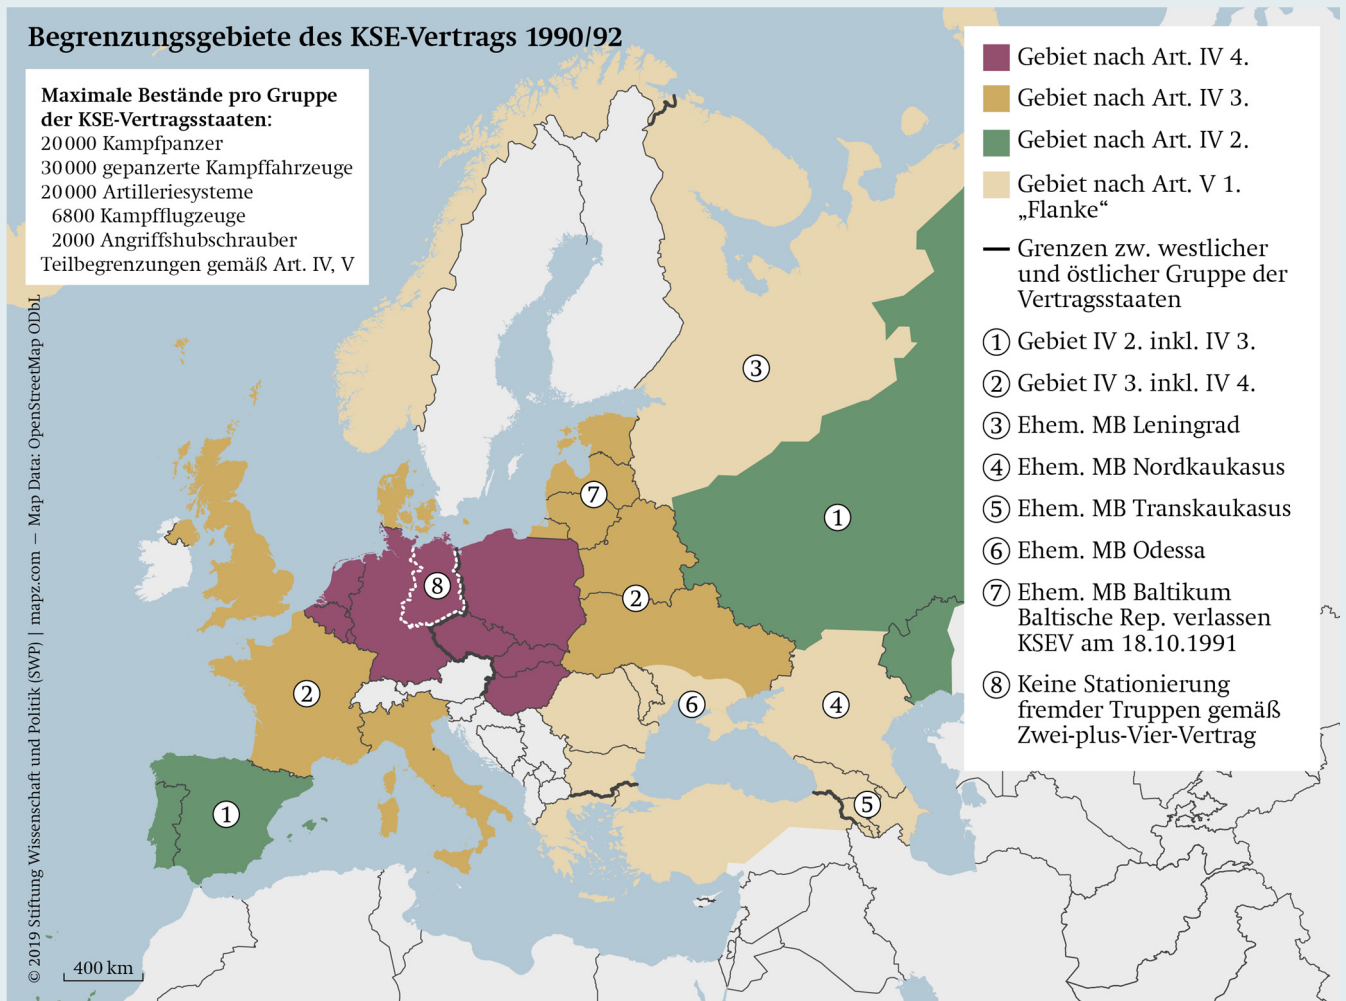 Begrenzungsgebiete des KSE-Vertrags 1990/92
Maximale Bestände pro Gruppe
der KSE-Vertragsstaaten:
20000 Kampfpanzer
30000 gepanzerte Kampffahrzeuge
20000 Artilleriesysteme
6800 Kampfflugzeuge
2000 Angriffshubschrauber
Teilbegrenzungen gemäß Art. IV, V
Gebiet nach Art. IV 4.
Gebiet nach Art. IV 3.
Gebiet nach Art. IV 2.
Gebiet nach Art. V 1.
„Flanke“
Grenzen zw. westlicher
und östlicher Gruppe der
Vertragsstaaten
1 Gebiet IV 2. inkl. IV 3.
2 Gebiet IV 3. inkl. IV 4.
3 Ehem. MB Leningrad
4 Ehem. MB Nordkaukasus
5 Ehem. MB Transkaukasus
6 Ehem. MB Odessa
7 Ehem. MB Baltikum
Baltische Rep. verlassen
KSEV am 18.10.1991
8 Keine Stationierung
fremder Truppen gemäß
Zwei-plus-Vier-Vertrag
3
7
1
8
2
2
6
4
1
5
400 km
© 2019 Stiftung Wissenschaft und Politik (SWP) | mapz.com – Map Data: OpenStreetMap ODbL